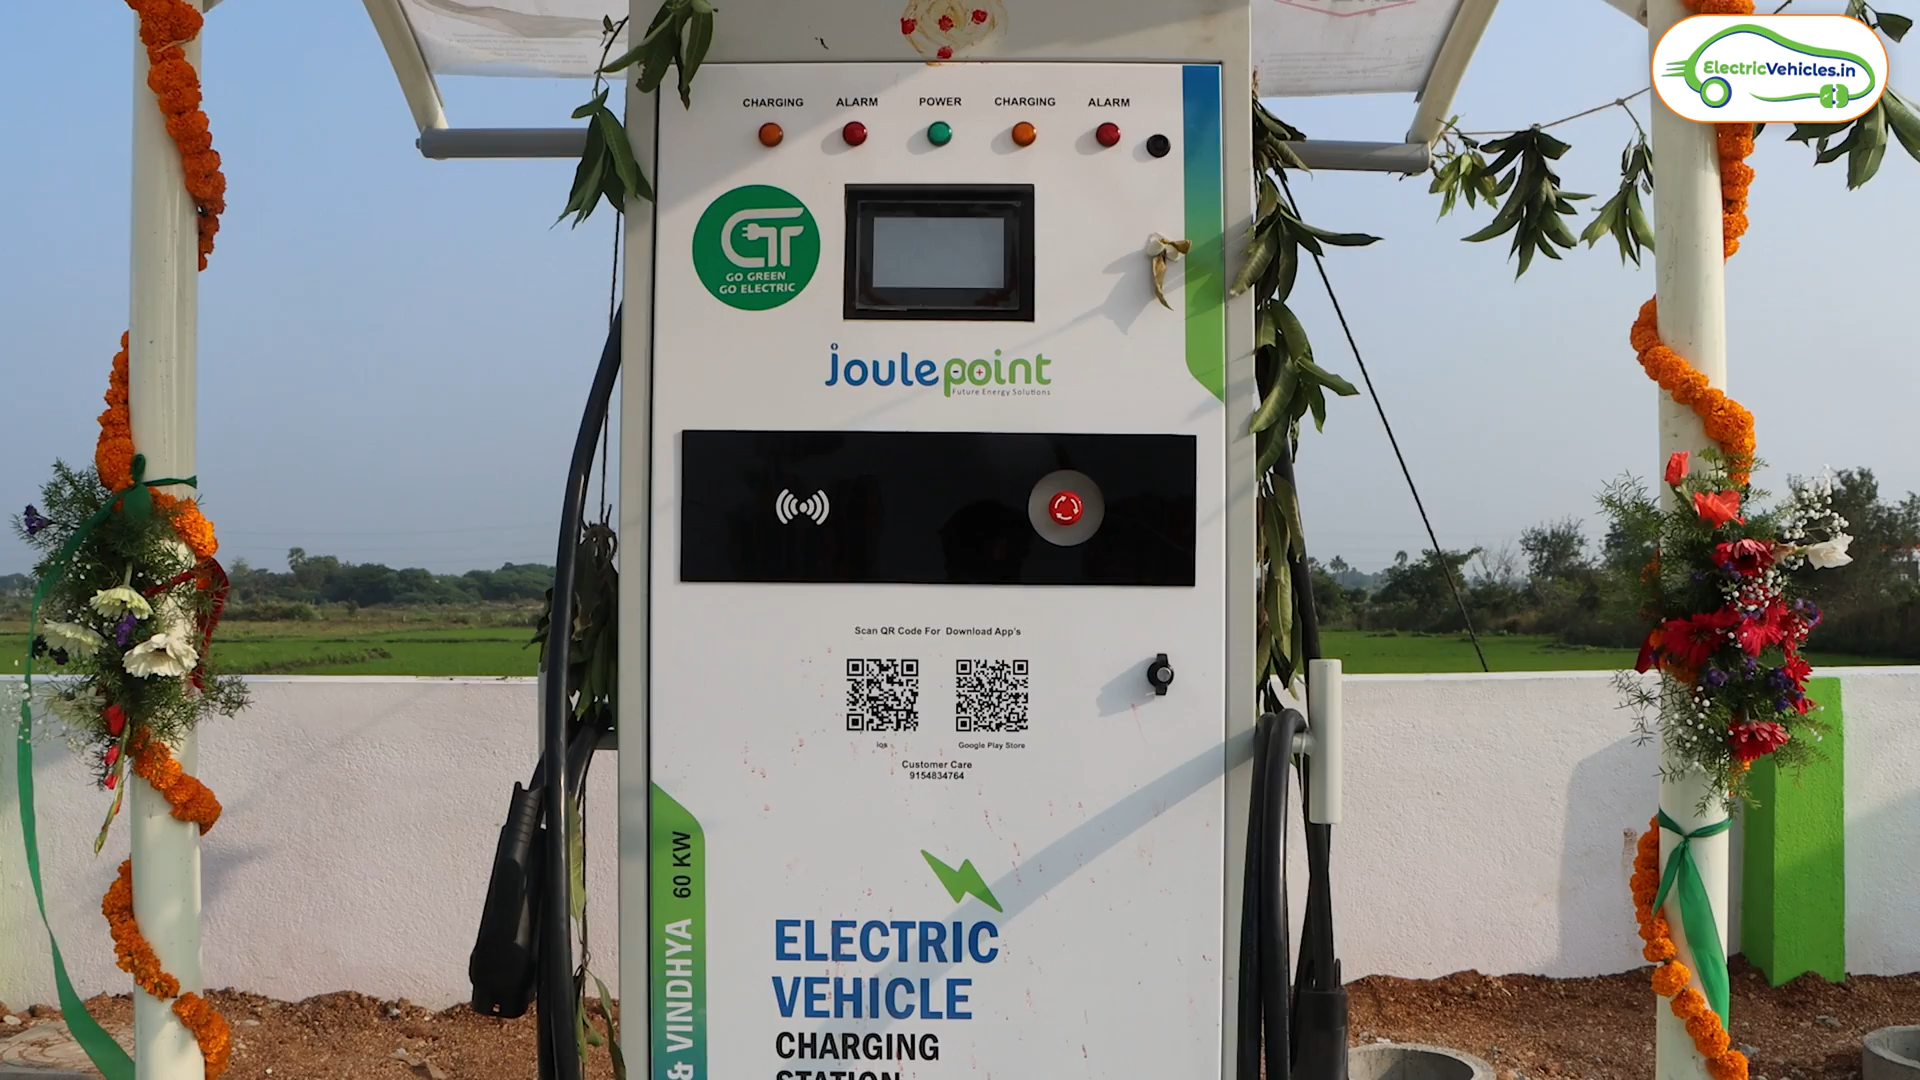 ElectricVehicles.in
CHARGING ALARM POWER CHARGING ALARM
GO GREEN
GO ELECTRIC
joulepoint
Future Energy Solutions
Scan QR Code For Download App's
ios Google Play Store
Customer Care
9154834764
& VINDHYA 60 KW
ELECTRIC
VEHICLE
CHARGING
STATION